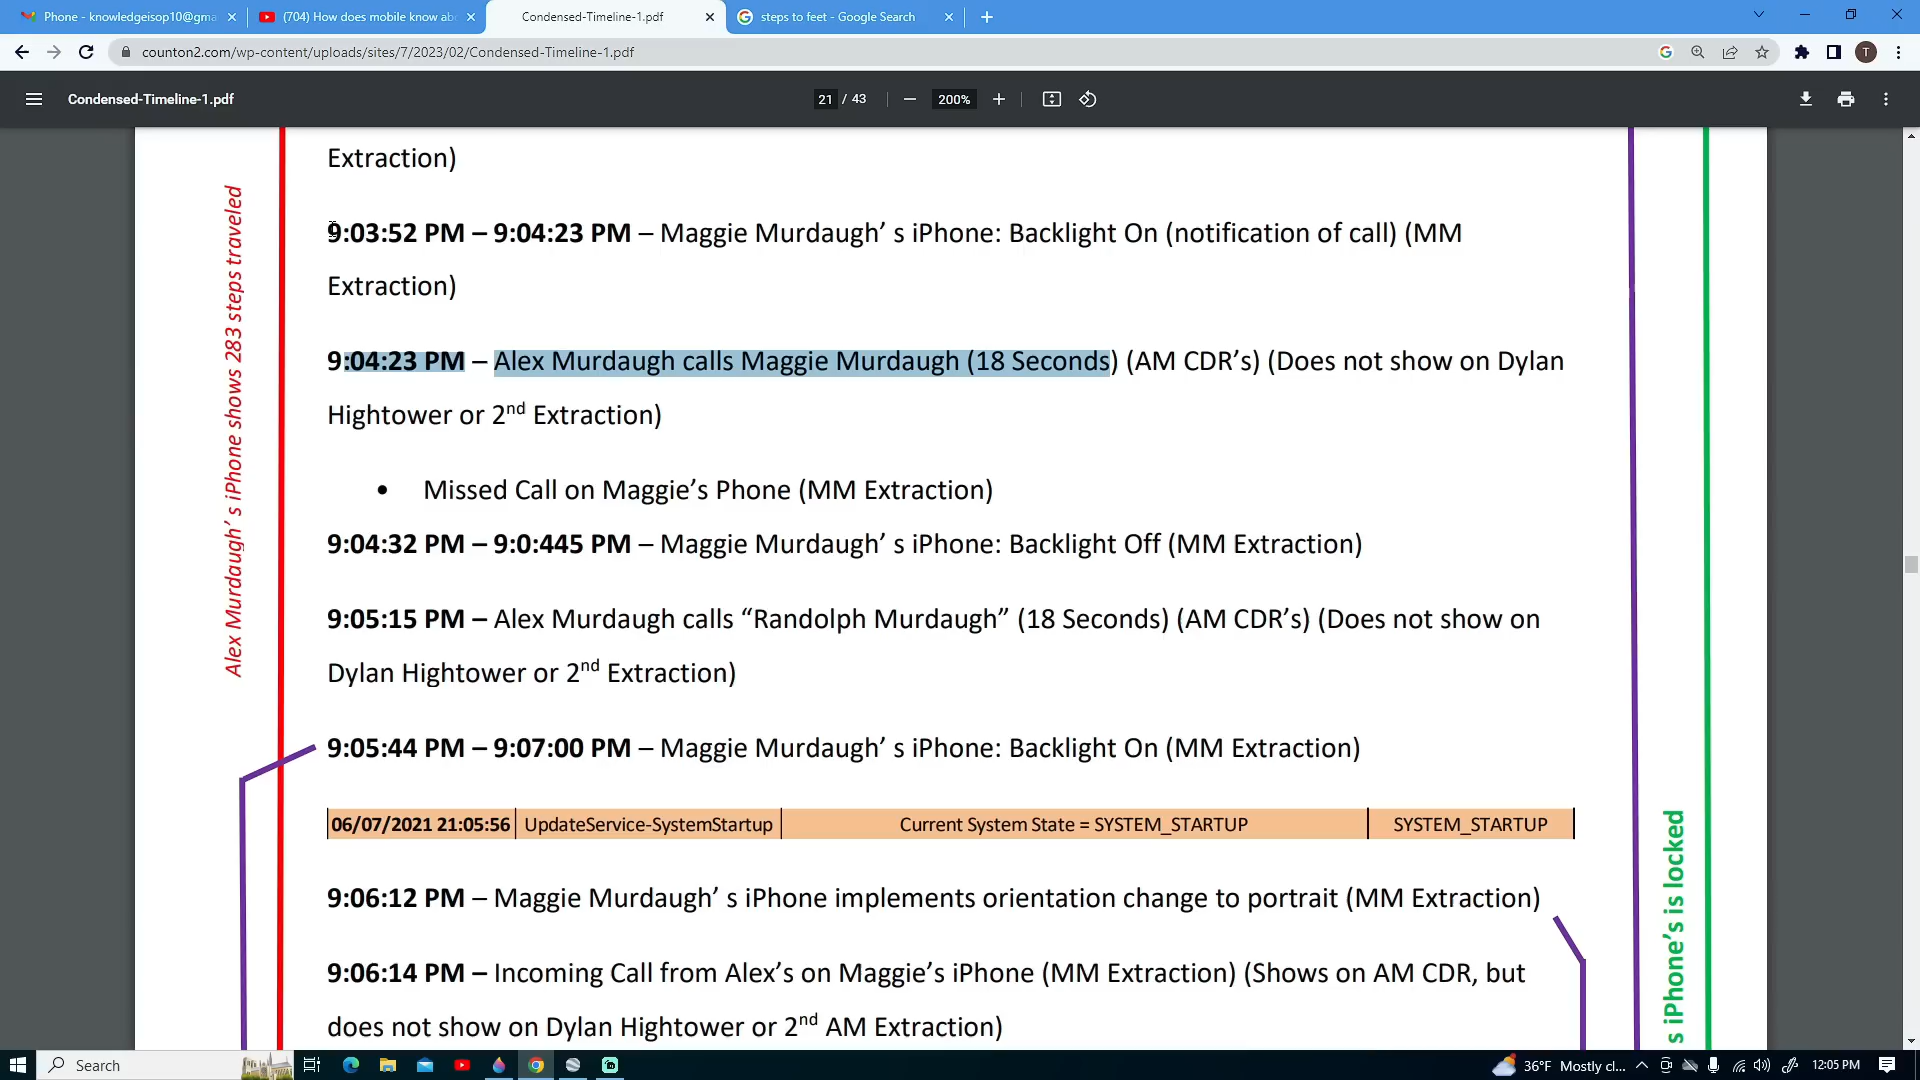 Phone - knowledgeisop10@gma
(704) How does mobile know abo
Condensed-Timeline-1.pdf
steps to feet - Google Search
counton2.com/wp-content/uploads/sites/7/2023/02/Condensed-Timeline-1.pdf
T
Condensed-Timeline-1.pdf
21 / 43
200%
Extraction)
9:03:52 PM – 9:04:23 PM – Maggie Murdaugh’ s iPhone: Backlight On (notification of call) (MM
Extraction)
9:04:23 PM – Alex Murdaugh calls Maggie Murdaugh (18 Seconds) (AM CDR’s) (Does not show on Dylan
Hightower or 2nd Extraction)
• Missed Call on Maggie’s Phone (MM Extraction)
9:04:32 PM – 9:0:445 PM – Maggie Murdaugh’ s iPhone: Backlight Off (MM Extraction)
9:05:15 PM – Alex Murdaugh calls “Randolph Murdaugh” (18 Seconds) (AM CDR’s) (Does not show on
Dylan Hightower or 2nd Extraction)
9:05:44 PM – 9:07:00 PM – Maggie Murdaugh’ s iPhone: Backlight On (MM Extraction)
06/07/2021 21:05:56 UpdateService-SystemStartup Current System State = SYSTEM_STARTUP SYSTEM_STARTUP
9:06:12 PM – Maggie Murdaugh’ s iPhone implements orientation change to portrait (MM Extraction)
9:06:14 PM – Incoming Call from Alex’s on Maggie’s iPhone (MM Extraction) (Shows on AM CDR, but
does not show on Dylan Hightower or 2nd AM Extraction)
Alex Murdaugh’ s iPhone shows 283 steps traveled
s iPhone’s is locked
Search
36°F Mostly cl...
12:05 PM